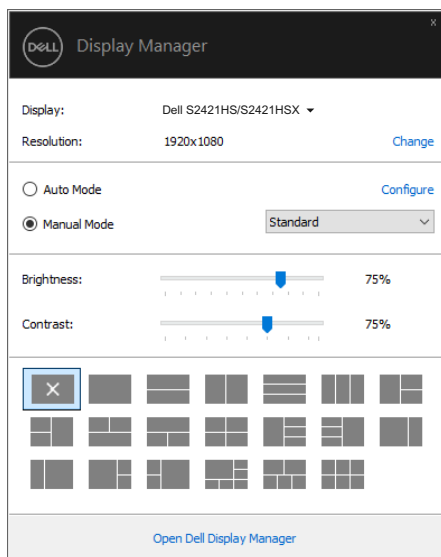 x
DELL Display Manager
Display: Dell S2421HS/S2421HSX
Resolution: 1920x1080 Change
Auto Mode Configure
Manual Mode Standard
Brightness: 75%
Contrast: 75%
Open Dell Display Manager